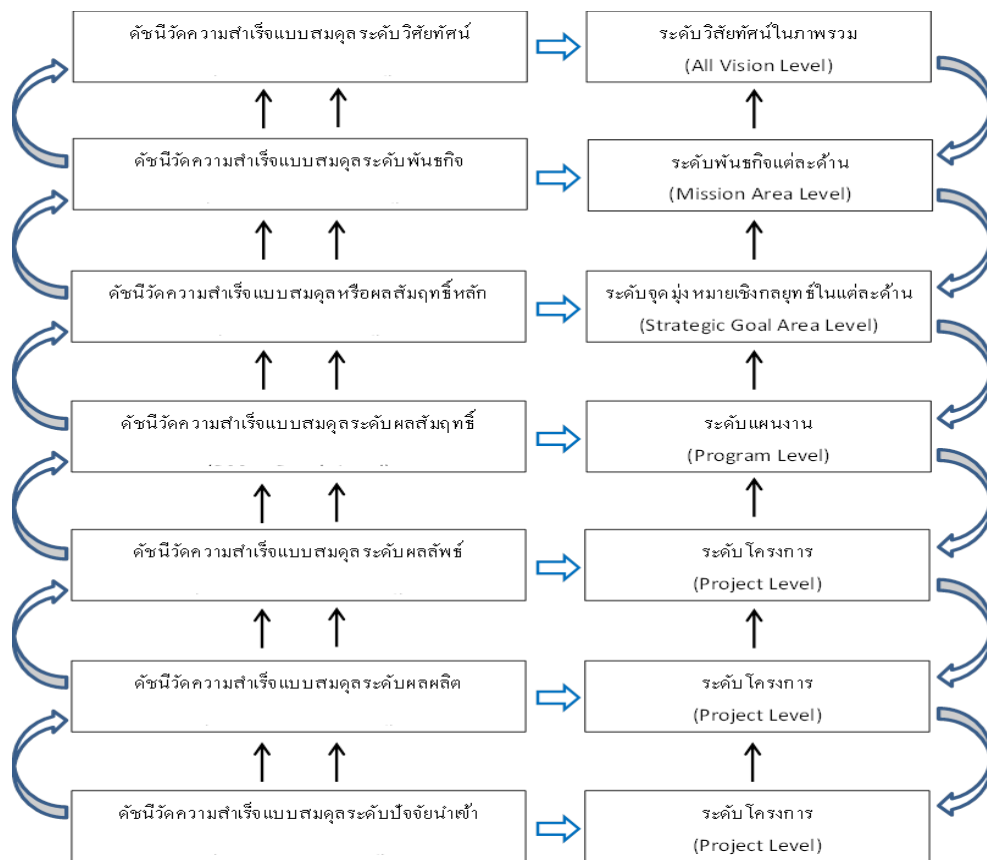 ดัชนีวัดความสำเร็จแบบสมดุลระดับวิศัยทัศน์
ระดับวิสัยทัศน์ในภาพรวม
(All Vision Level)
ดัชนีวัดความสำเร็จแบบสมดุลระดับพันธกิจ
ระดับพันธกิจแต่ละด้าน
(Mission Area Level)
ดัชนีวัดความสำเร็จแบบสมดุลหรือผลสัมฤทธิ์หลัก
ระดับจุดมุ่งหมายเชิงกลยุทธ์ในแต่ละด้าน
(Strategic Goal Area Level)
ดัชนีวัดความสำเร็จแบบสมดุลระดับผลสัมฤทธิ์
ระดับแผนงาน
(Program Level)
ดัชนีวัดความสำเร็จแบบสมดุลระดับผลลัพธ์
ระดับโครงการ
(Project Level)
ดัชนีวัดความสำเร็จแบบสมดุลระดับผลผลิต
ระดับโครงการ
(Project Level)
ดัชนีวัดความสำเร็จแบบสมดุลระดับปัจจัยนำเข้า
ระดับโครงการ
(Project Level)